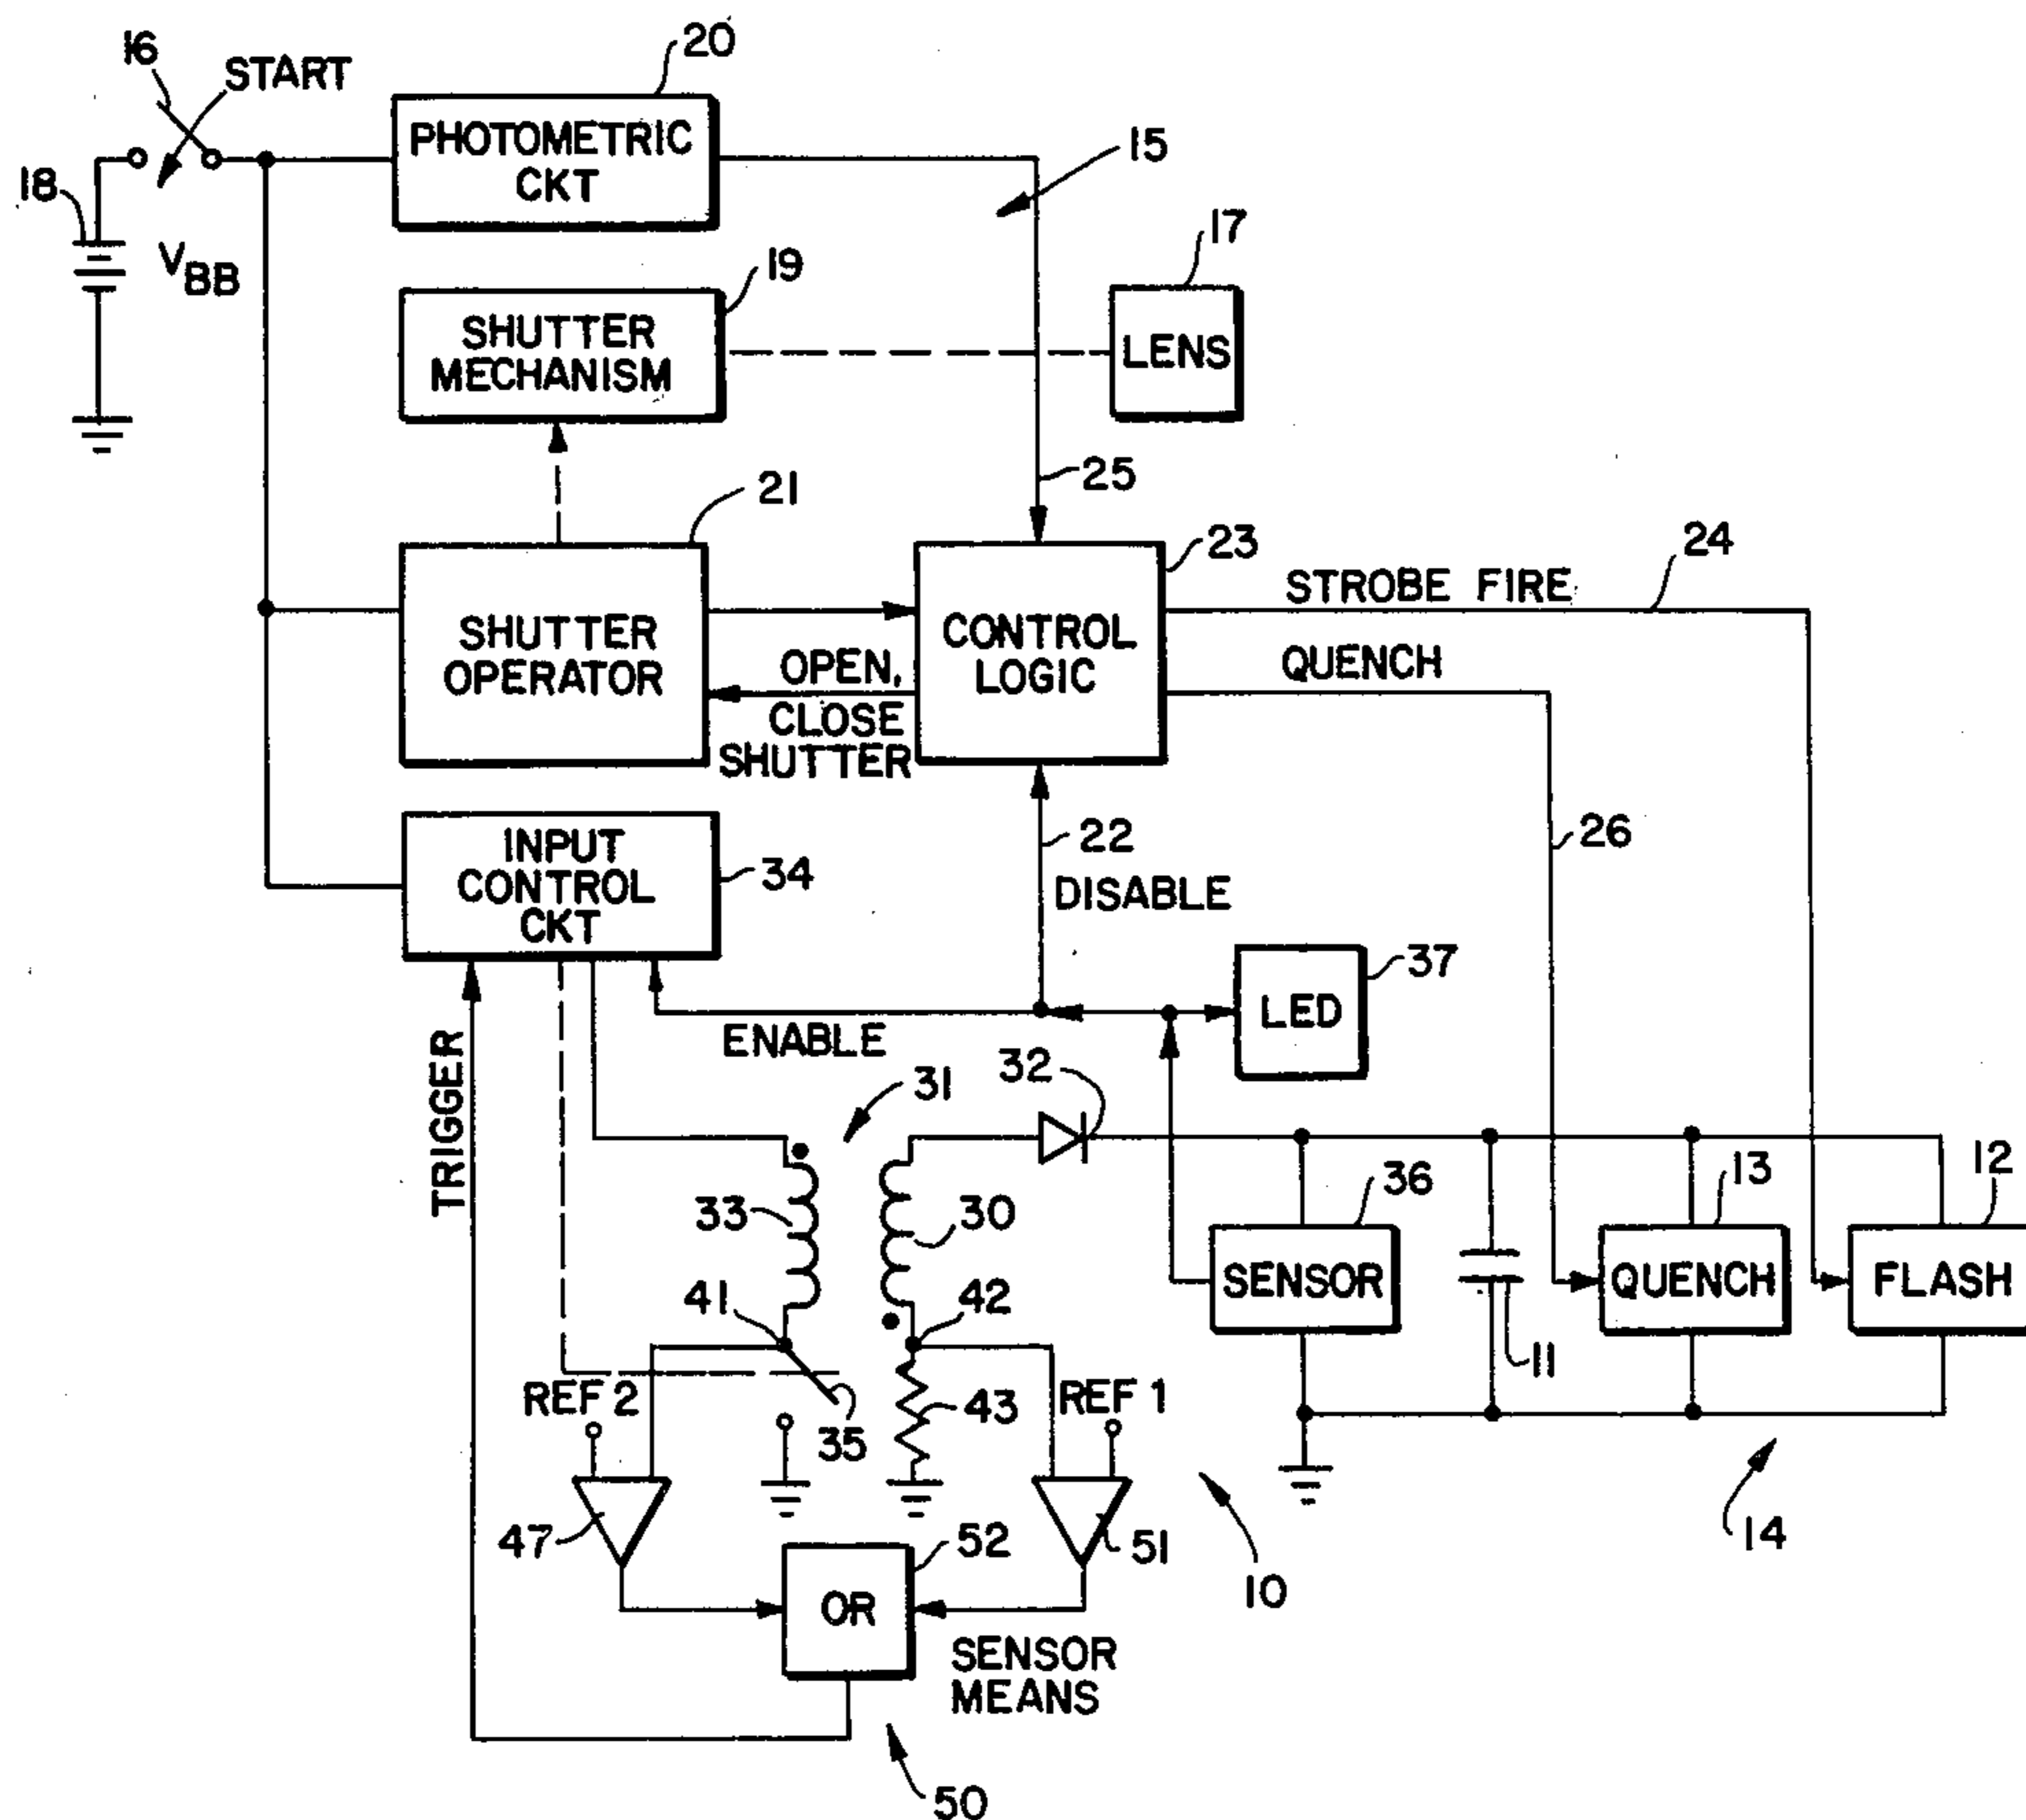 16
START
20
PHOTOMETRIC
CKT
15
18
VBB
19
17
SHUTTER
MECHANISM
LENS
21
25
23
24
STROBE FIRE
SHUTTER
OPERATOR
OPEN,
CLOSE
SHUTTER
CONTROL
LOGIC
QUENCH
INPUT
CONTROL
CKT
34
22
DISABLE
26
37
LED
ENABLE
TRIGGER
31
32
33
30
36
13
12
SENSOR
QUENCH
FLASH
41
42
11
REF 2
35
43
REF 1
47
52
51
10
14
OR
SENSOR
MEANS
50